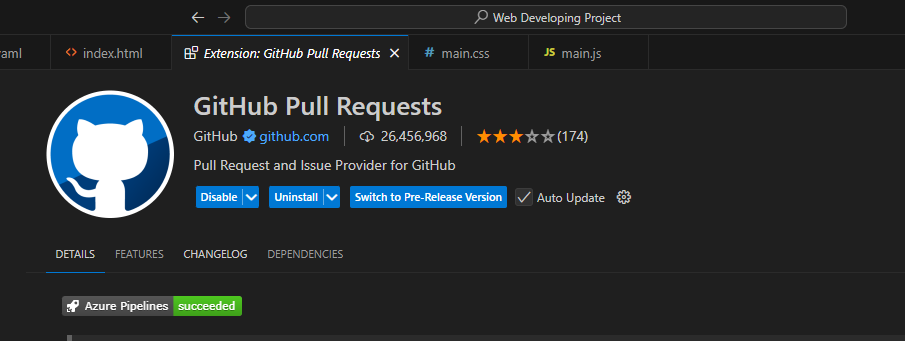 Web Developing Project
aml
index.html
Extension: GitHub Pull Requests
main.css
JS main.js
GitHub Pull Requests
GitHub github.com 26,456,968 (174)
Pull Request and Issue Provider for GitHub
Disable Uninstall Switch to Pre-Release Version Auto Update
DETAILS FEATURES CHANGELOG DEPENDENCIES
Azure Pipelines succeeded